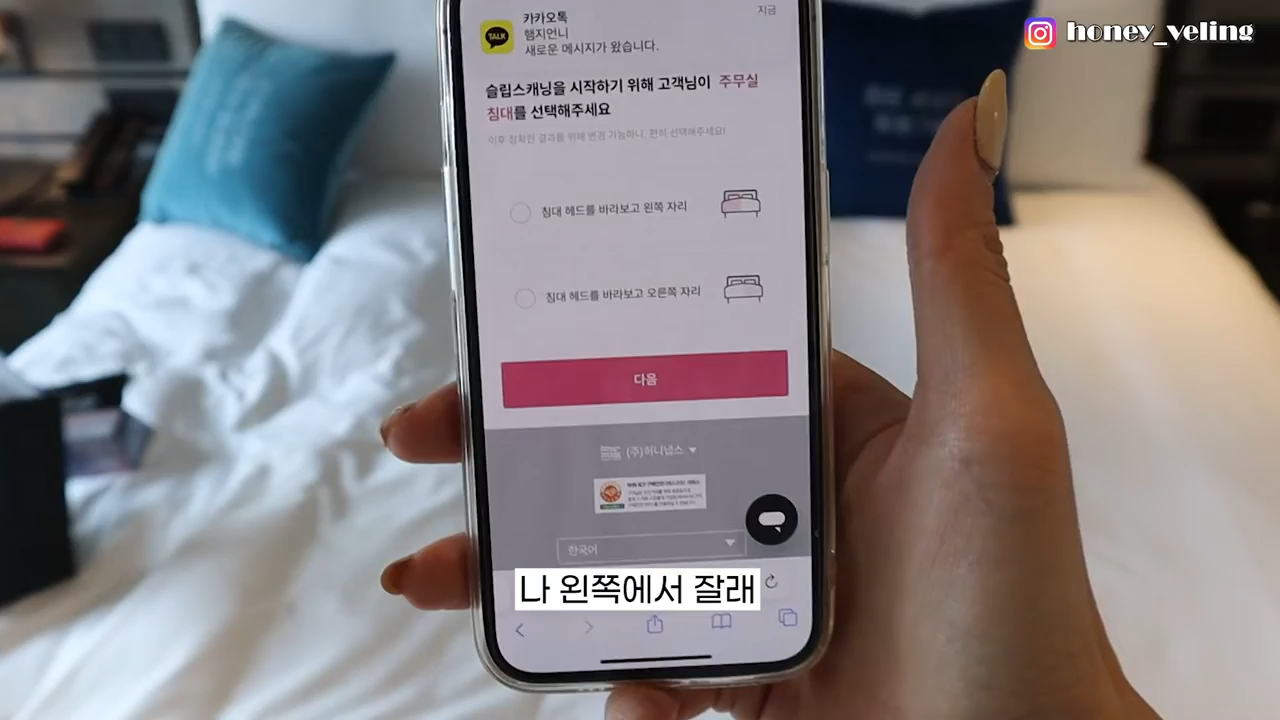 honey_veling
카카오톡
지금
햄지언니
새로운 메시지가 왔습니다.
TALK
슬립스캐닝을 시작하기 위해 고객님이 주무실
침대를 선택해주세요
이후 정확한 결과를 위해 변경 가능하니, 편히 선택해주세요!
침대 헤드를 바라보고 왼쪽 자리
침대 헤드를 바라보고 오른쪽 자리
다음
(주)허니냅스
한국어
나 왼쪽에서 잘래